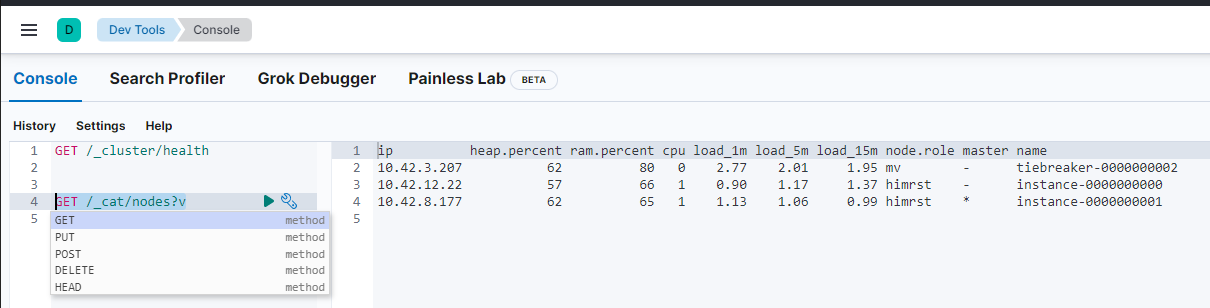 D Dev Tools Console
Console Search Profiler Grok Debugger Painless Lab BETA
History Settings Help
1 GET /_cluster/health
2
3
4 GET /_cat/nodes?v
5
GET method
PUT method
POST method
DELETE method
HEAD method
1 ip heap.percent ram.percent cpu load_1m load_5m load_15m node.role master name
2 10.42.3.207 62 80 0 2.77 2.01 1.95 mv - tiebreaker-0000000002
3 10.42.12.22 57 66 1 0.90 1.17 1.37 himrst - instance-0000000000
4 10.42.8.177 62 65 1 1.13 1.06 0.99 himrst * instance-0000000001
5